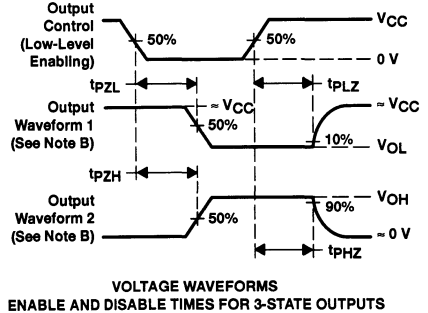 Output
Control
(Low-Level
Enabling)
50%
50%
VCC
0 V
tPZL
tPLZ
Output
Waveform 1
(See Note B)
≈ VCC
50%
≈ VCC
10%
VOL
tPZH
Output
Waveform 2
(See Note B)
50%
VOH
90%
≈ 0 V
tPHZ
VOLTAGE WAVEFORMS
ENABLE AND DISABLE TIMES FOR 3-STATE OUTPUTS